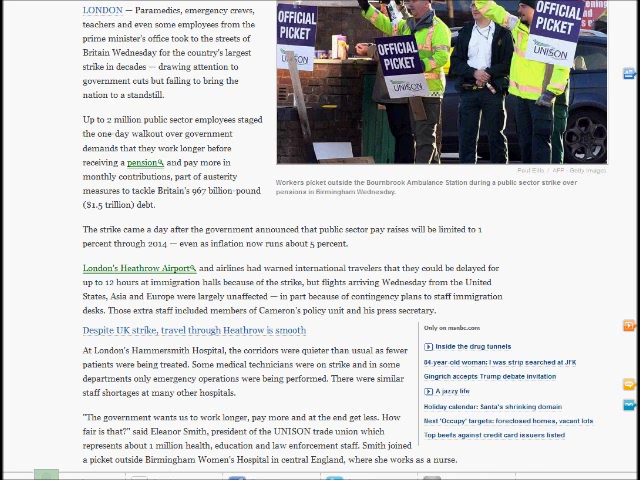 LONDON — Paramedics, emergency crews,
teachers and even some employees from the
prime minister's office took to the streets of
Britain Wednesday for the country's largest
strike in decades — drawing attention to
government cuts but failing to bring the
nation to a standstill.
Up to 2 million public sector employees staged
the one-day walkout over government
demands that they work longer before
receiving a pension and pay more in
monthly contributions, part of austerity
measures to tackle Britain's 967 billion-pound
($1.5 trillion) debt.
OFFICIAL
PICKET
UNISON
OFFICIAL
PICKET
UNISON
OFFICIAL
PICKET
UNISON
Paul Ellis / AFP - Getty Images
Workers picket outside the Bournbrook Ambulance Station during a public sector strike over
pensions in Birmingham Wednesday.
The strike came a day after the government announced that public sector pay raises will be limited to 1
percent through 2014 — even as inflation now runs about 5 percent.
London's Heathrow Airport and airlines had warned international travelers that they could be delayed for
up to 12 hours at immigration halls because of the strike, but flights arriving Wednesday from the United
States, Asia and Europe were largely unaffected — in part because of contingency plans to staff immigration
desks. Those extra staff included members of Cameron's policy unit and his press secretary.
Despite UK strike, travel through Heathrow is smooth
At London's Hammersmith Hospital, the corridors were quieter than usual as fewer
patients were being treated. Some medical technicians were on strike and in some
departments only emergency operations were being performed. There were similar
staff shortages at many other hospitals.
"The government wants us to work longer, pay more and at the end get less. How
fair is that?" said Eleanor Smith, president of the UNISON trade union which
represents about 1 million health, education and law enforcement staff. Smith joined
a picket outside Birmingham Women's Hospital in central England, where she works as a nurse.
Only on msnbc.com
Inside the drug tunnels
84-year-old woman: I was strip searched at JFK
Gingrich accepts Trump debate invitation
A jazzy life
Holiday calendar: Santa's shrinking domain
Next 'Occupy' targets: foreclosed homes, vacant lots
Top beefs against credit card issuers listed